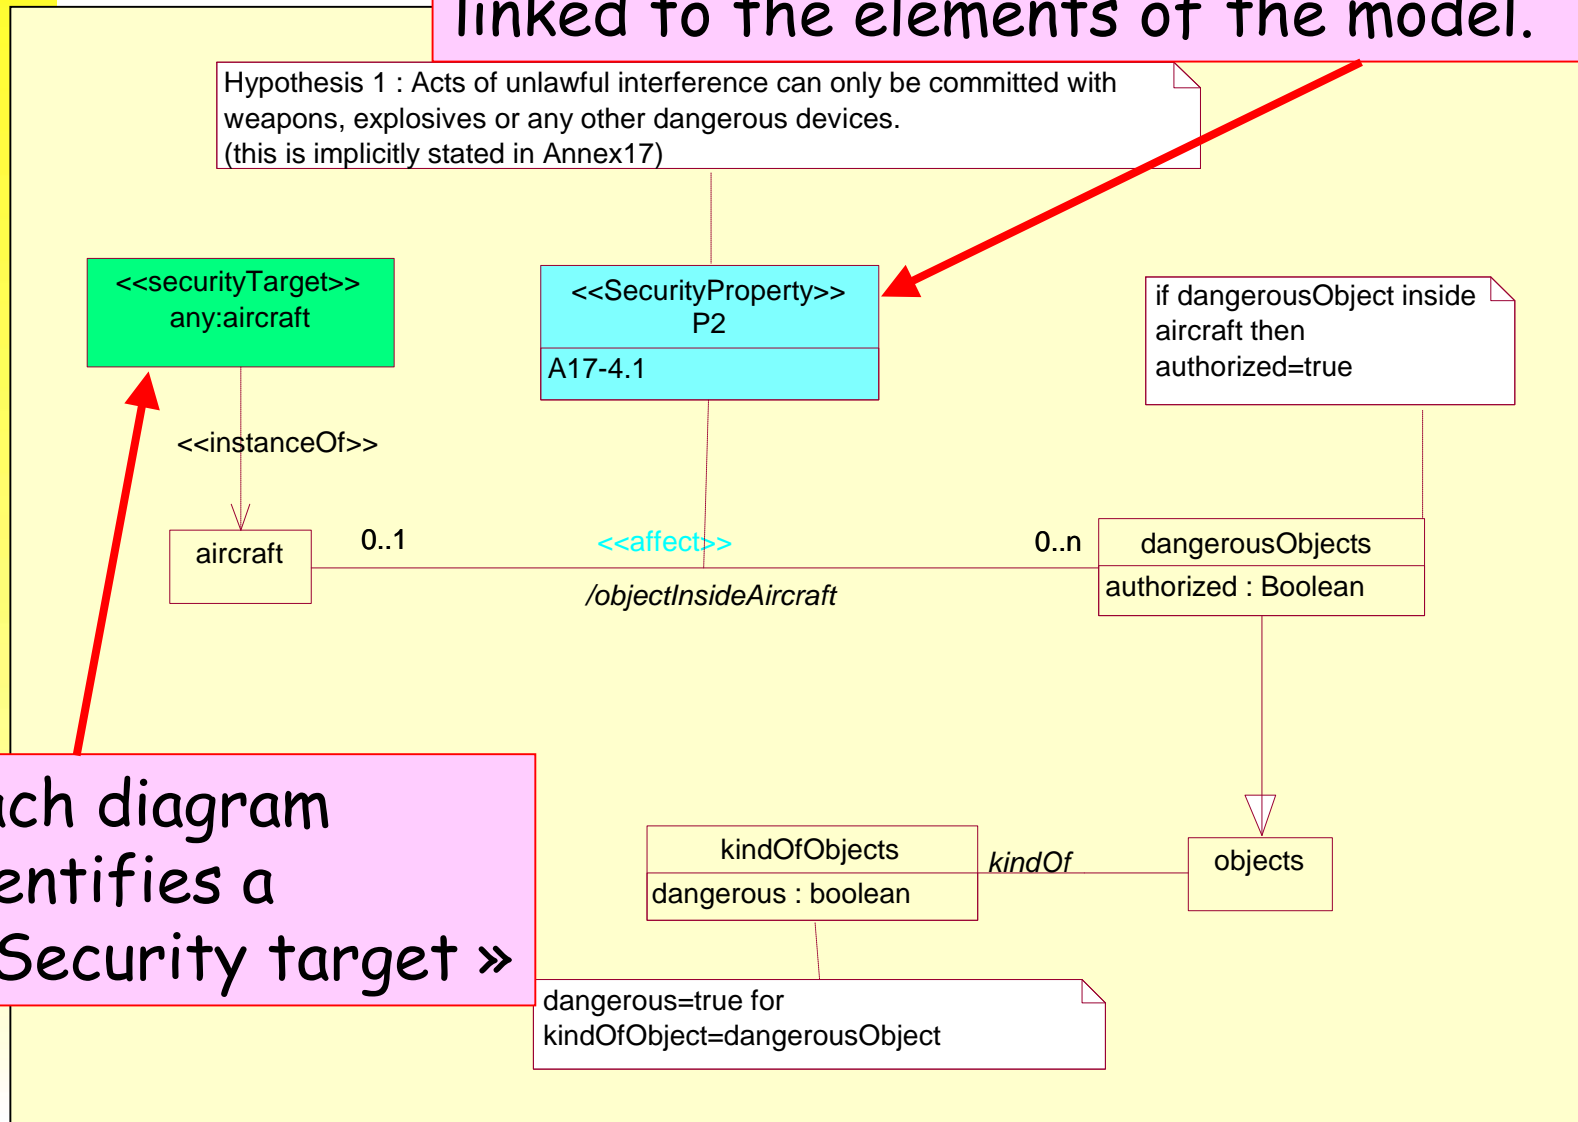 linked to the elements of the model.
Hypothesis 1 : Acts of unlawful interference can only be committed with
weapons, explosives or any other dangerous devices.
(this is implicitly stated in Annex17)
<<securityTarget>>
any:aircraft
<<SecurityProperty>>
P2
A17-4.1
if dangerousObject inside
aircraft then
authorized=true
<<instanceOf>>
aircraft
0..1
<<affect>>
/objectInsideAircraft
0..n
dangerousObjects
authorized : Boolean
ach diagram
entifies a
Security target »
kindOfObjects
dangerous : boolean
kindOf
objects
dangerous=true for
kindOfObject=dangerousObject